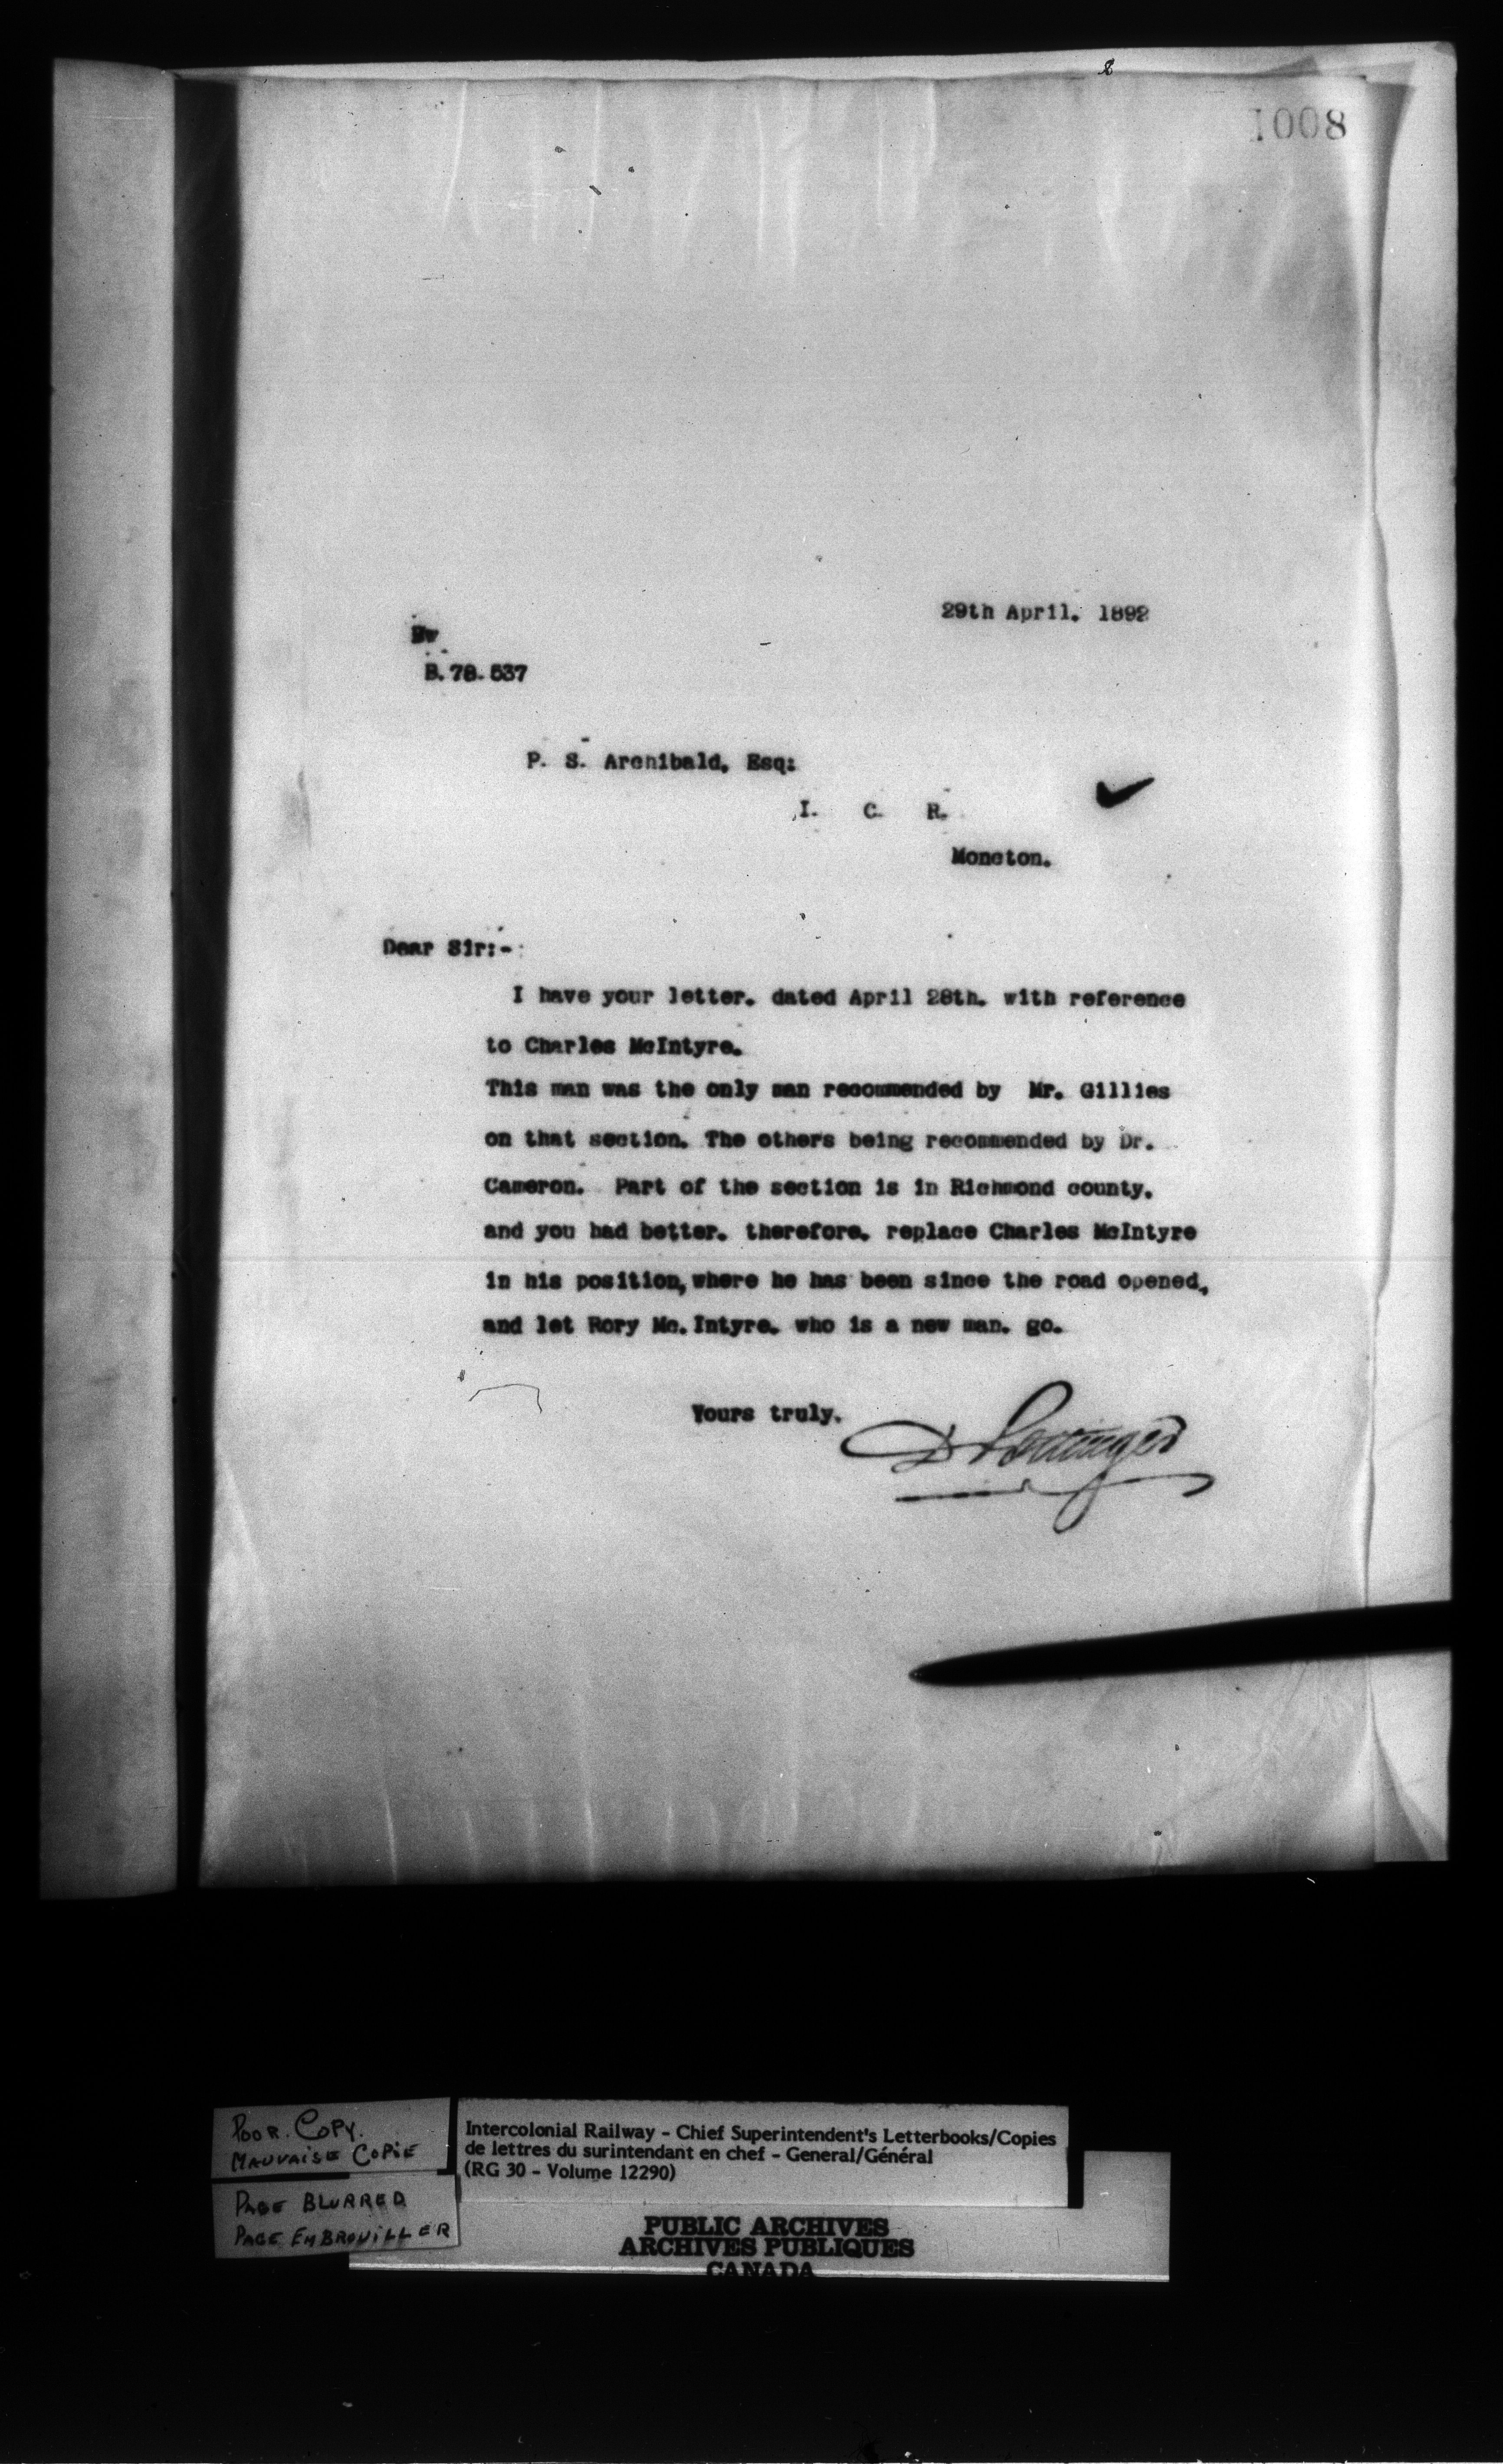 1008
29th April. 1892
B.78.537
P. S. Archibald, Esq:
I. C. R.
Moncton.
Dear Sir:-
I have your letter. dated April 28th. with reference
to Charles McIntyre.
This man was the only man recommended by Mr. Gillies
on that section. The others being recommended by Dr.
Cameron. Part of the section is in Richmond county.
and you had better. therefore. replace Charles McIntyre
in his position, where he has been since the road opened,
and let Rory Mc.Intyre. who is a new man. go.
Yours truly.
D Pottinger
POOR. COPY.
MAUVAISE COPIE
PAGE BLURRED
PAGE EMBROUILLER
Intercolonial Railway - Chief Superintendent's Letterbooks/Copies
de lettres du surintendant en chef - General/Général
(RG 30 - Volume 12290)
PUBLIC ARCHIVES
ARCHIVES PUBLIQUES
CANADA